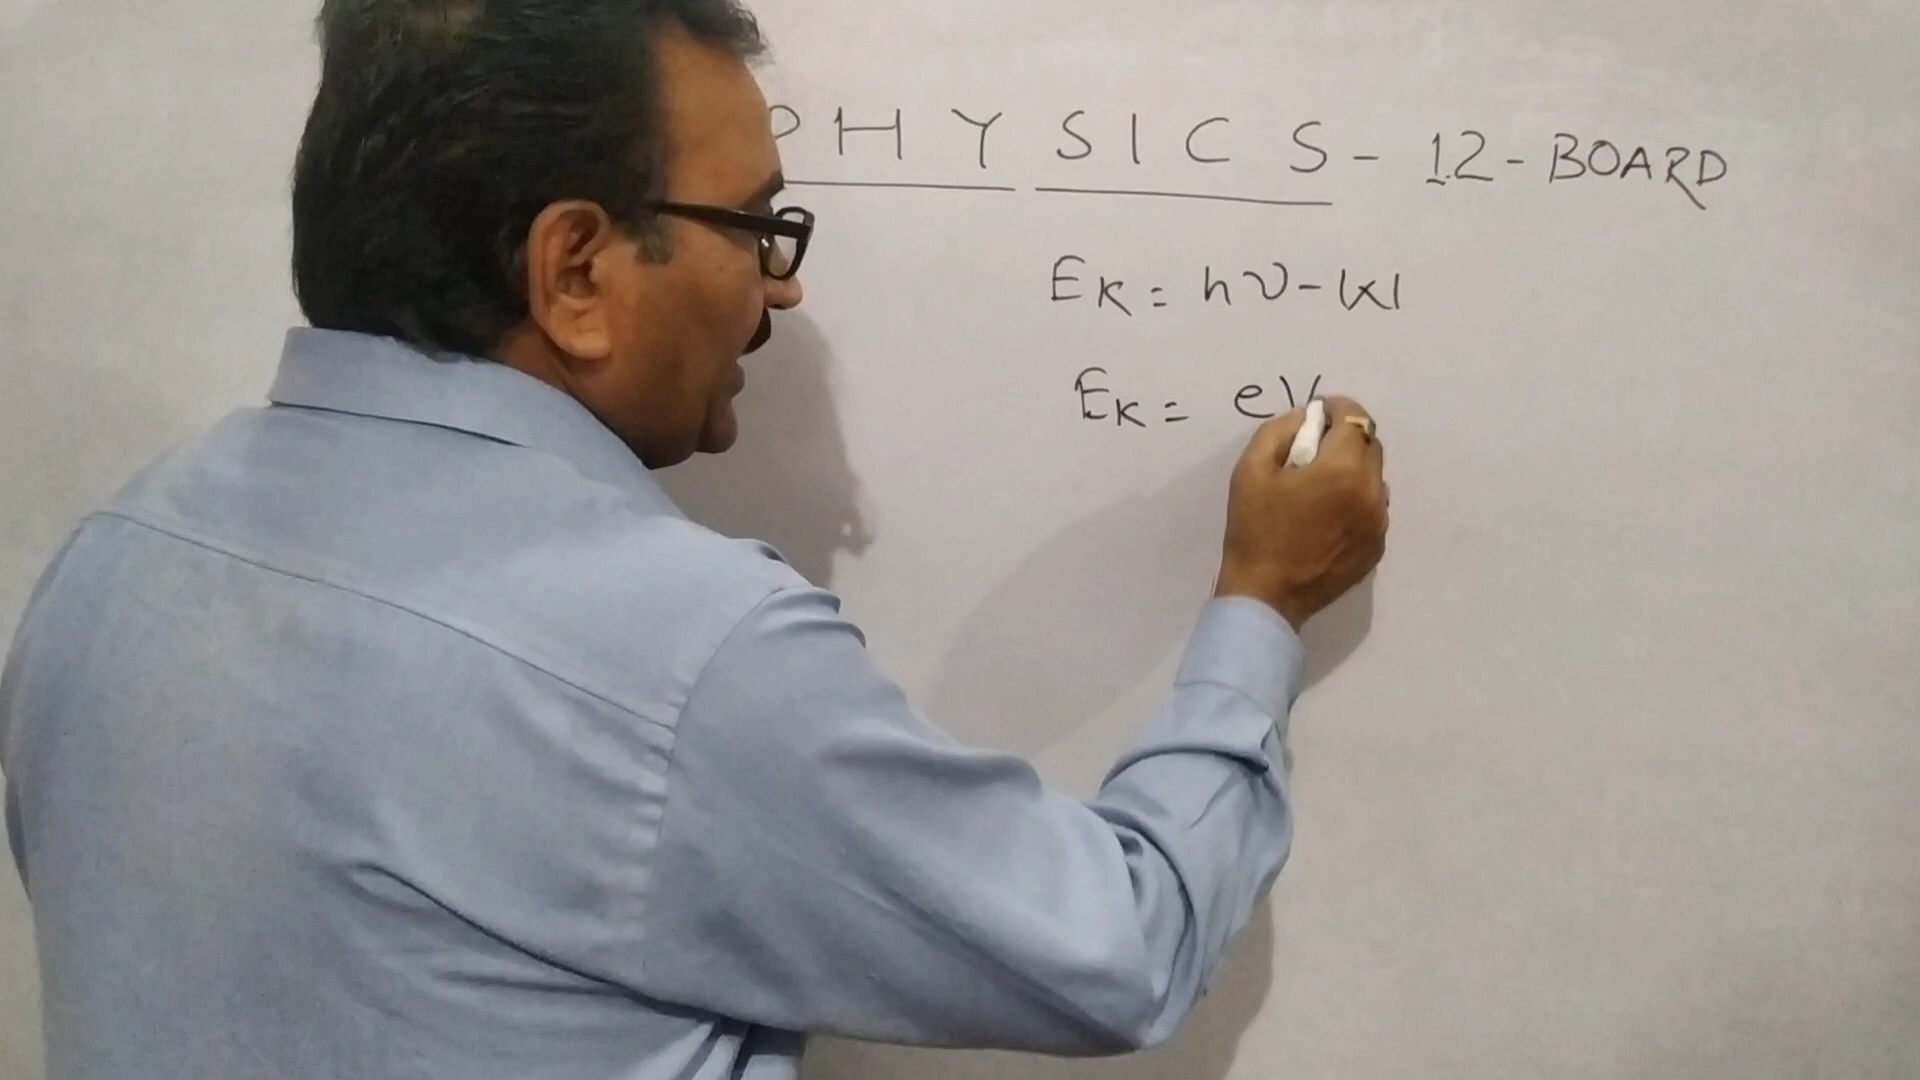 PHYSICS - 12 - BOARD
EK = hν - W
EK = eV